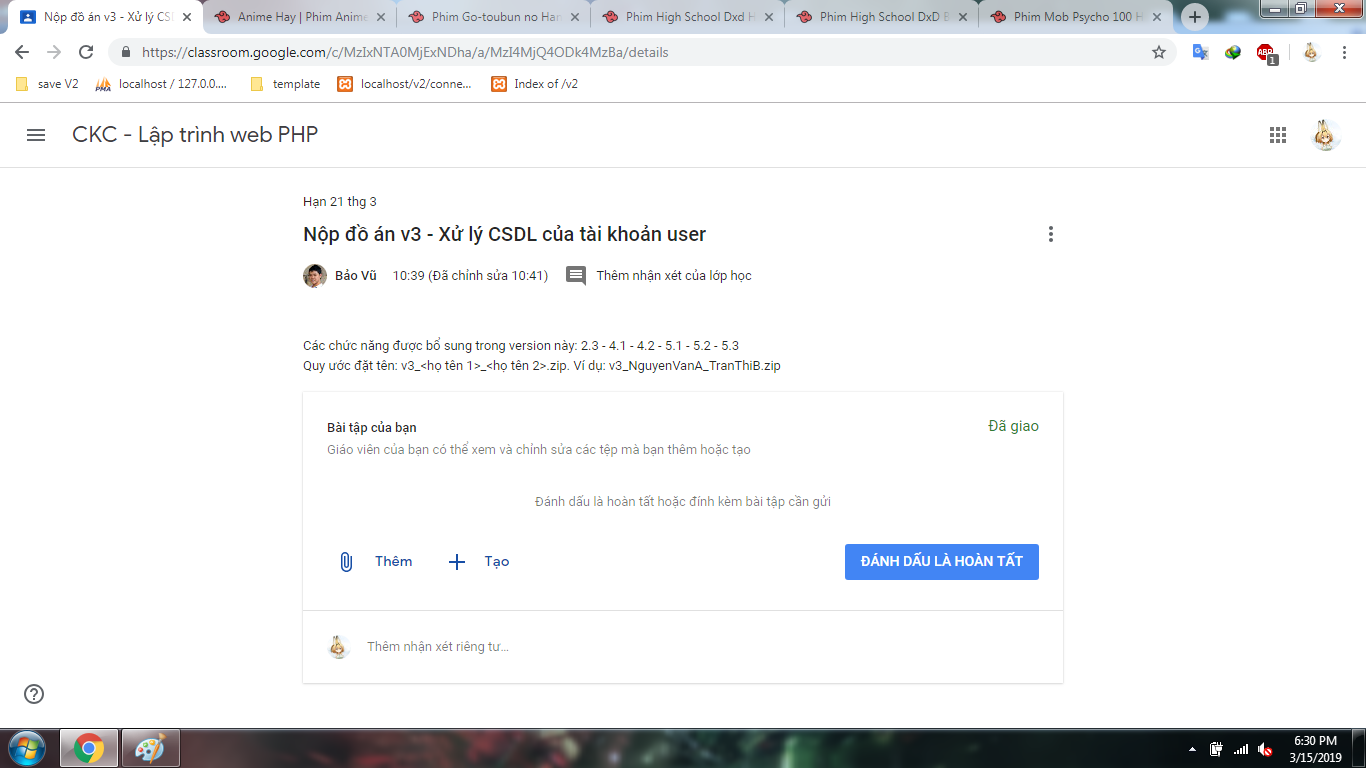 Nộp đồ án v3 - Xử lý CSD
Anime Hay | Phim Anime
Phim Go-toubun no Han
Phim High School Dxd H
Phim High School DxD B
Phim Mob Psycho 100 H
https://classroom.google.com/c/MzIxNTA0MjExNDha/a/MzI4MjQ4ODk4MzBa/details
ABP
1
save V2
PMA
localhost / 127.0.0....
template
localhost/v2/conne...
Index of /v2
CKC - Lập trình web PHP
Hạn 21 thg 3
Nộp đồ án v3 - Xử lý CSDL của tài khoản user
Bảo Vũ 10:39 (Đã chỉnh sửa 10:41) Thêm nhận xét của lớp học
Các chức năng được bổ sung trong version này: 2.3 - 4.1 - 4.2 - 5.1 - 5.2 - 5.3
Quy ước đặt tên: v3_<họ tên 1>_<họ tên 2>.zip. Ví dụ: v3_NguyenVanA_TranThiB.zip
Bài tập của bạn
Đã giao
Giáo viên của bạn có thể xem và chỉnh sửa các tệp mà bạn thêm hoặc tạo
Đánh dấu là hoàn tất hoặc đính kèm bài tập cần gửi
Thêm
Tạo
ĐÁNH DẤU LÀ HOÀN TẤT
Thêm nhận xét riêng tư...
6:30 PM
3/15/2019